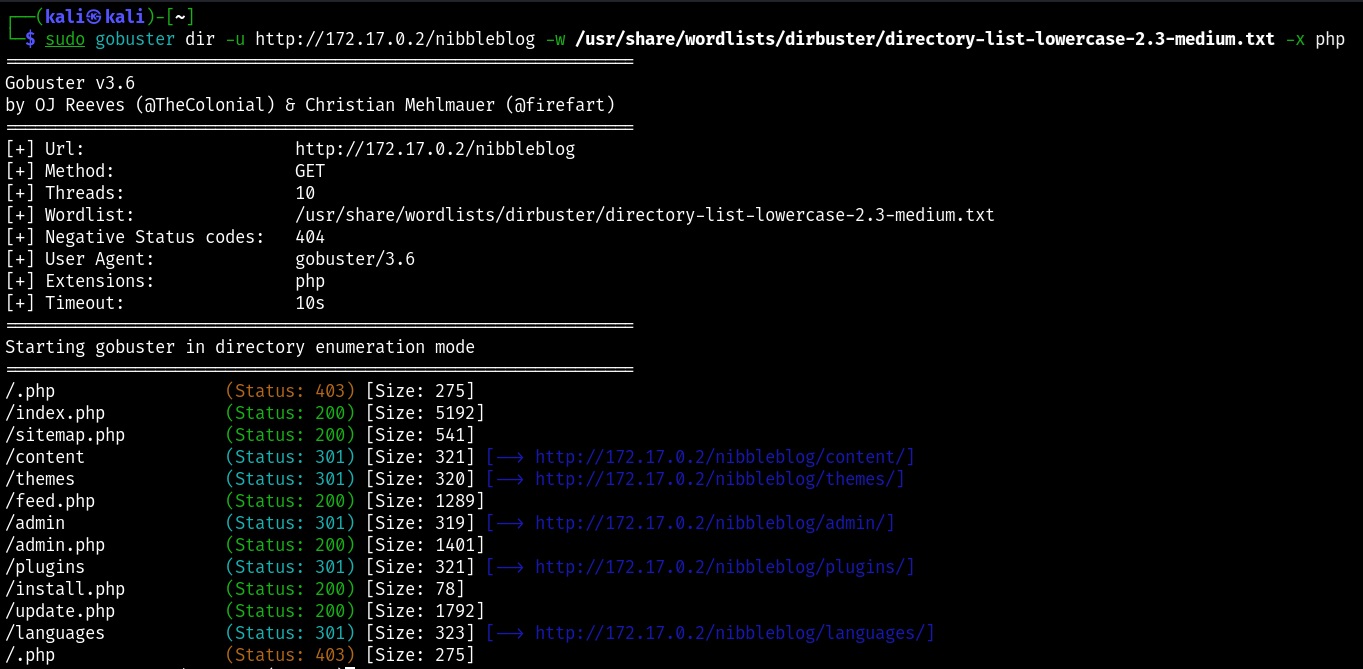 ┌──(kali㉿kali)-[~]
└─$ sudo gobuster dir -u http://172.17.0.2/nibbleblog -w /usr/share/wordlists/dirbuster/directory-list-lowercase-2.3-medium.txt -x php
===============================================================
Gobuster v3.6
by OJ Reeves (@TheColonial) & Christian Mehlmauer (@firefart)
===============================================================
[+] Url:                     http://172.17.0.2/nibbleblog
[+] Method:                  GET
[+] Threads:                 10
[+] Wordlist:                /usr/share/wordlists/dirbuster/directory-list-lowercase-2.3-medium.txt
[+] Negative Status codes:   404
[+] User Agent:              gobuster/3.6
[+] Extensions:              php
[+] Timeout:                 10s
===============================================================
Starting gobuster in directory enumeration mode
===============================================================
/.php                 (Status: 403) [Size: 275]
/index.php            (Status: 200) [Size: 5192]
/sitemap.php          (Status: 200) [Size: 541]
/content              (Status: 301) [Size: 321] [--> http://172.17.0.2/nibbleblog/content/]
/themes               (Status: 301) [Size: 320] [--> http://172.17.0.2/nibbleblog/themes/]
/feed.php             (Status: 200) [Size: 1289]
/admin                (Status: 301) [Size: 319] [--> http://172.17.0.2/nibbleblog/admin/]
/admin.php            (Status: 200) [Size: 1401]
/plugins              (Status: 301) [Size: 321] [--> http://172.17.0.2/nibbleblog/plugins/]
/install.php          (Status: 200) [Size: 78]
/update.php           (Status: 200) [Size: 1792]
/languages            (Status: 301) [Size: 323] [--> http://172.17.0.2/nibbleblog/languages/]
/.php                 (Status: 403) [Size: 275]